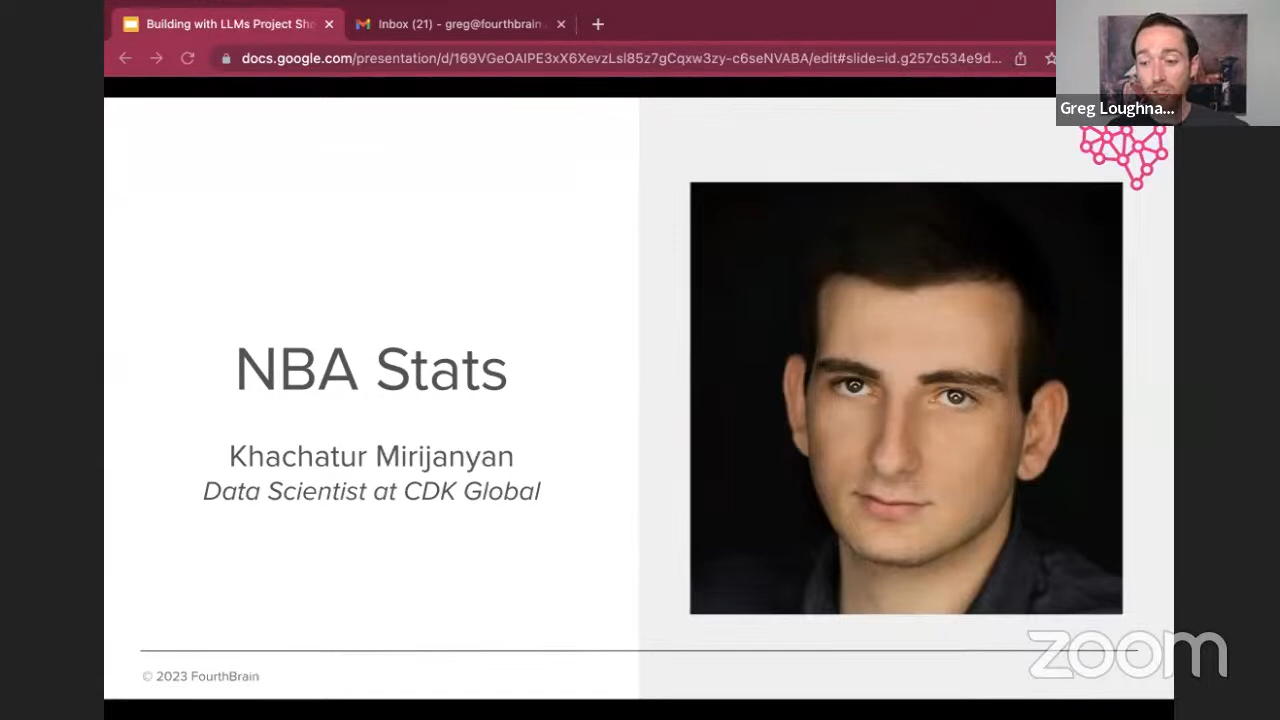 Building with LLMs Project Sh
Inbox (21) - greg@fourthbrain
docs.google.com/presentation/d/169VGeOAIPE3xX6XevzLsl85z7gCqxw3zy-c6seNVABA/edit#slide=id.g257c534e9d...
Greg Loughna...
NBA Stats
Khachatur Mirijanyan
Data Scientist at CDK Global
© 2023 FourthBrain
zoom